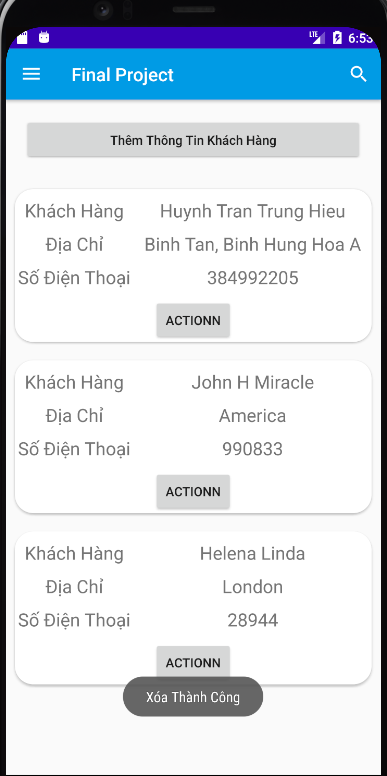 LTE 6:53
Final Project
Thêm Thông Tin Khách Hàng
Khách Hàng Huynh Tran Trung Hieu
Địa Chỉ Binh Tan, Binh Hung Hoa A
Số Điện Thoại 384992205
ACTIONN
Khách Hàng John H Miracle
Địa Chỉ America
Số Điện Thoại 990833
ACTIONN
Khách Hàng Helena Linda
Địa Chỉ London
Số Điện Thoại 28944
ACTIONN
Xóa Thành Công